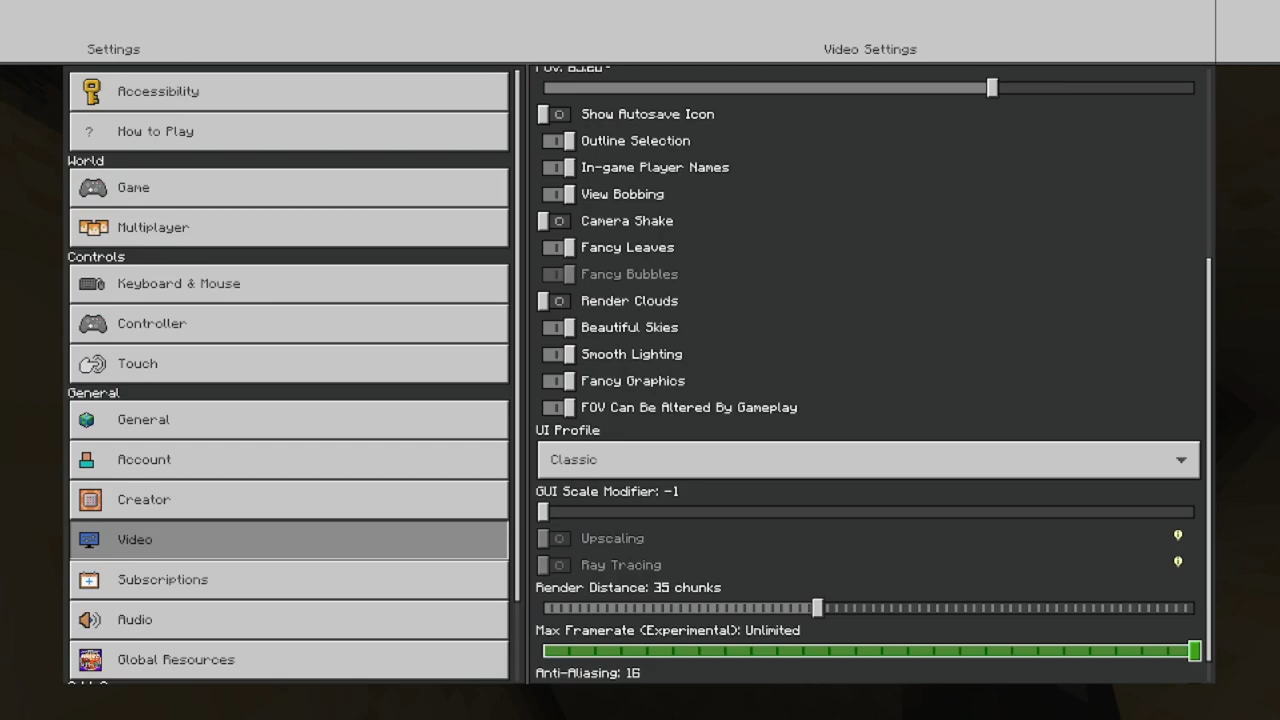 Settings
Video Settings
Accessibility
? How to Play
World
Game
Multiplayer
Controls
Keyboard & Mouse
Controller
Touch
General
General
Account
Creator
Video
Subscriptions
Audio
Global Resources
Show Autosave Icon
Outline Selection
In-game Player Names
View Bobbing
Camera Shake
Fancy Leaves
Fancy Bubbles
Render Clouds
Beautiful Skies
Smooth Lighting
Fancy Graphics
FOV Can Be Altered By Gameplay
UI Profile
Classic
GUI Scale Modifier: -1
Upscaling
Ray Tracing
Render Distance: 35 chunks
Max Framerate (Experimental): Unlimited
Anti-Aliasing: 16